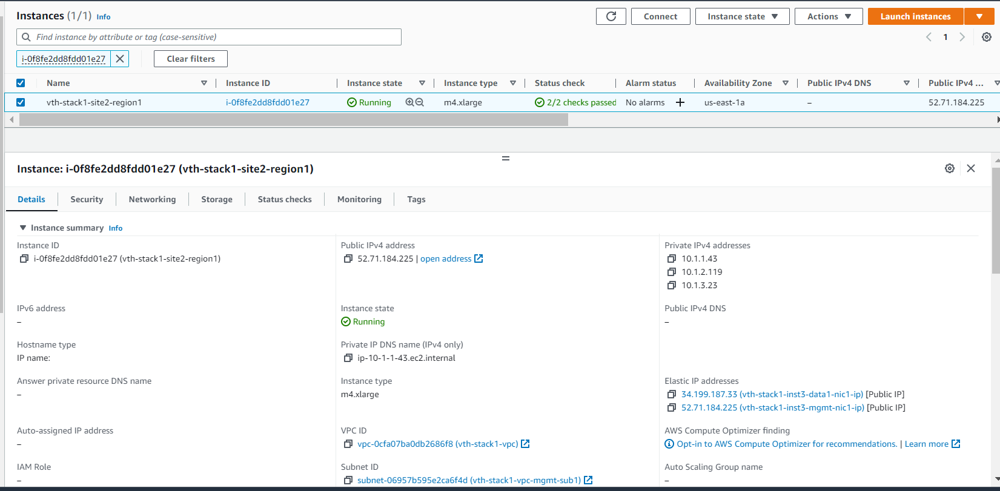 Instances (1/1) Info
Connect
Instance state
Actions
Launch instances
Find instance by attribute or tag (case-sensitive)
1
i-0f8fe2dd8fdd01e27
Clear filters
Name Instance ID Instance state Instance type Status check Alarm status Availability Zone Public IPv4 DNS Public IPv4 ...
vth-stack1-site2-region1 i-0f8fe2dd8fdd01e27 Running m4.xlarge 2/2 checks passed No alarms + us-east-1a – 52.71.184.225
Instance: i-0f8fe2dd8fdd01e27 (vth-stack1-site2-region1)
Details Security Networking Storage Status checks Monitoring Tags
Instance summary Info
Instance ID
i-0f8fe2dd8fdd01e27 (vth-stack1-site2-region1)
Public IPv4 address
52.71.184.225 | open address
Private IPv4 addresses
10.1.1.43
10.1.2.119
10.1.3.23
IPv6 address
–
Instance state
Running
Public IPv4 DNS
–
Hostname type
IP name:
Private IP DNS name (IPv4 only)
ip-10-1-1-43.ec2.internal
Answer private resource DNS name
–
Instance type
m4.xlarge
Elastic IP addresses
34.199.187.33 (vth-stack1-inst3-data1-nic1-ip) [Public IP]
52.71.184.225 (vth-stack1-inst3-mgmt-nic1-ip) [Public IP]
Auto-assigned IP address
–
VPC ID
vpc-0cfa07ba0db2686f8 (vth-stack1-vpc)
AWS Compute Optimizer finding
Opt-in to AWS Compute Optimizer for recommendations. | Learn more
IAM Role
–
Subnet ID
subnet-06957b595e2ca6f4d (vth-stack1-vpc-mgmt-sub1)
Auto Scaling Group name
–